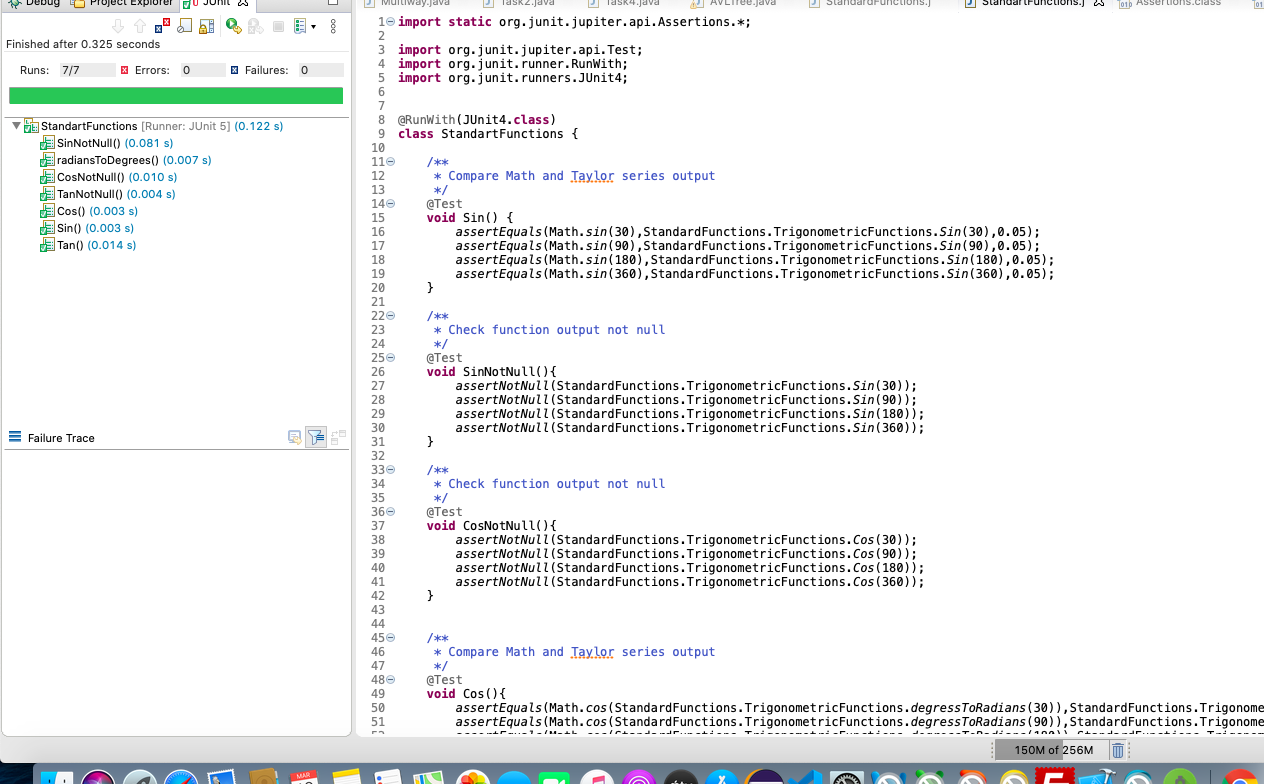 Debug Project Explorer JUnit
Finished after 0.325 seconds
Runs: 7/7 Errors: 0 Failures: 0
StandartFunctions [Runner: JUnit 5] (0.122 s)
SinNotNull() (0.081 s)
radiansToDegrees() (0.007 s)
CosNotNull() (0.010 s)
TanNotNull() (0.004 s)
Cos() (0.003 s)
Sin() (0.003 s)
Tan() (0.014 s)
Failure Trace
Multiway.java Task2.java Task4.java AVLTree.java StandardFunctions.j StandartFunctions.j Assertions.class
1 import static org.junit.jupiter.api.Assertions.*;
2
3 import org.junit.jupiter.api.Test;
4 import org.junit.runner.RunWith;
5 import org.junit.runners.JUnit4;
6
7
8 @RunWith(JUnit4.class)
9 class StandartFunctions {
10
11 /**
12 * Compare Math and Taylor series output
13 */
14 @Test
15 void Sin() {
16 assertEquals(Math.sin(30),StandardFunctions.TrigonometricFunctions.Sin(30),0.05);
17 assertEquals(Math.sin(90),StandardFunctions.TrigonometricFunctions.Sin(90),0.05);
18 assertEquals(Math.sin(180),StandardFunctions.TrigonometricFunctions.Sin(180),0.05);
19 assertEquals(Math.sin(360),StandardFunctions.TrigonometricFunctions.Sin(360),0.05);
20 }
21
22 /**
23 * Check function output not null
24 */
25 @Test
26 void SinNotNull(){
27 assertNotNull(StandardFunctions.TrigonometricFunctions.Sin(30));
28 assertNotNull(StandardFunctions.TrigonometricFunctions.Sin(90));
29 assertNotNull(StandardFunctions.TrigonometricFunctions.Sin(180));
30 assertNotNull(StandardFunctions.TrigonometricFunctions.Sin(360));
31 }
32
33 /**
34 * Check function output not null
35 */
36 @Test
37 void CosNotNull(){
38 assertNotNull(StandardFunctions.TrigonometricFunctions.Cos(30));
39 assertNotNull(StandardFunctions.TrigonometricFunctions.Cos(90));
40 assertNotNull(StandardFunctions.TrigonometricFunctions.Cos(180));
41 assertNotNull(StandardFunctions.TrigonometricFunctions.Cos(360));
42 }
43
44
45 /**
46 * Compare Math and Taylor series output
47 */
48 @Test
49 void Cos(){
50 assertEquals(Math.cos(StandardFunctions.TrigonometricFunctions.degressToRadians(30)),StandardFunctions.Trigonome
51 assertEquals(Math.cos(StandardFunctions.TrigonometricFunctions.degressToRadians(90)),StandardFunctions.Trigonome
150M of 256M
MAR